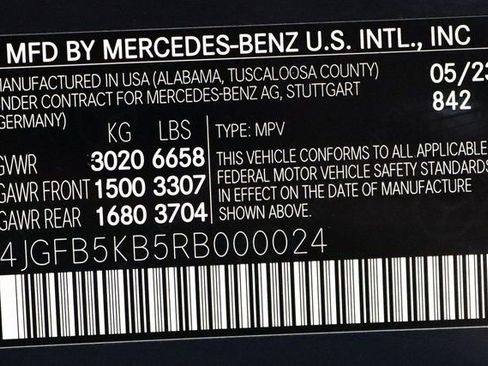 MFD BY MERCEDES-BENZ U.S. INTL., INC
MANUFACTURED IN USA (ALABAMA, TUSCALOOSA COUNTY) 05/23
UNDER CONTRACT FOR MERCEDES-BENZ AG, STUTTGART 842
(GERMANY)
KG LBS
GVWR 3020 6658
GAWR FRONT 1500 3307
GAWR REAR 1680 3704
TYPE: MPV
THIS VEHICLE CONFORMS TO ALL APPLICABLE
FEDERAL MOTOR VEHICLE SAFETY STANDARDS
IN EFFECT ON THE DATE OF MANUFACTURE
SHOWN ABOVE.
4JGFB5KB5RB000024